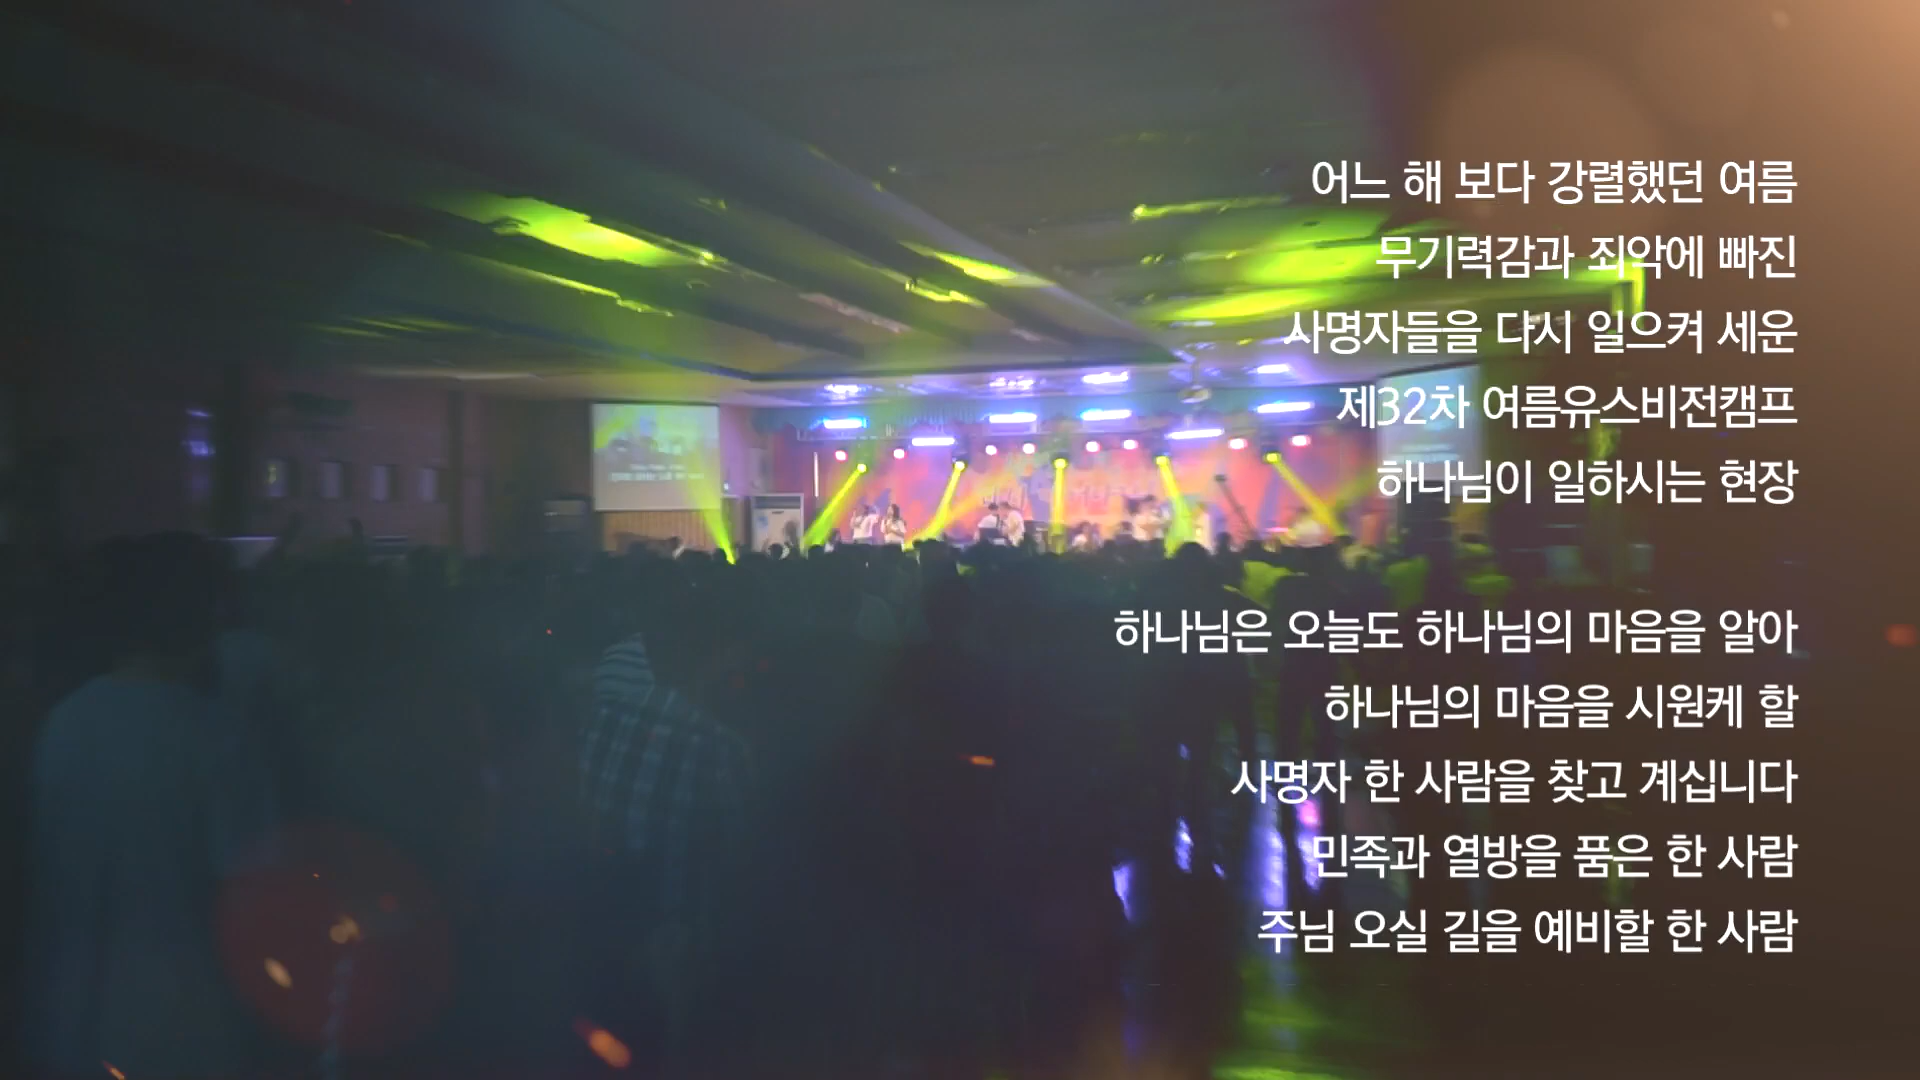 어느 해 보다 강렬했던 여름
무기력감과 죄악에 빠진
사명자들을 다시 일으켜 세운
제32차 여름유스비전캠프
하나님이 일하시는 현장
하나님은 오늘도 하나님의 마음을 알아
하나님의 마음을 시원케 할
사명자 한 사람을 찾고 계십니다
민족과 열방을 품은 한 사람
주님 오실 길을 예비할 한 사람